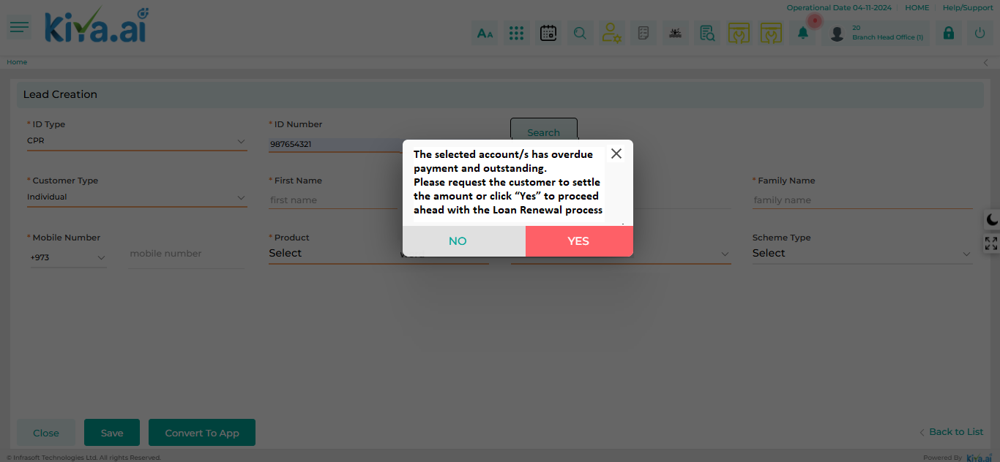 Operational Date 04-11-2024 HOME Help/Support
Kiya.ai
AA
20
Branch Head Office (1)
Home
Lead Creation
* ID Type
CPR
* ID Number
987654321
Search
The selected account/s has overdue
payment and outstanding.
Please request the customer to settle
the amount or click “Yes” to proceed
ahead with the Loan Renewal process
.
NO
YES
* Customer Type
Individual
* First Name
first name
* Family Name
family name
* Mobile Number
+973
mobile number
* Product
Select
Scheme Type
Select
Close
Save
Convert To App
Back to List
© Infrasoft Technologies Ltd. All rights Reserved.
Powered By Kiya.ai